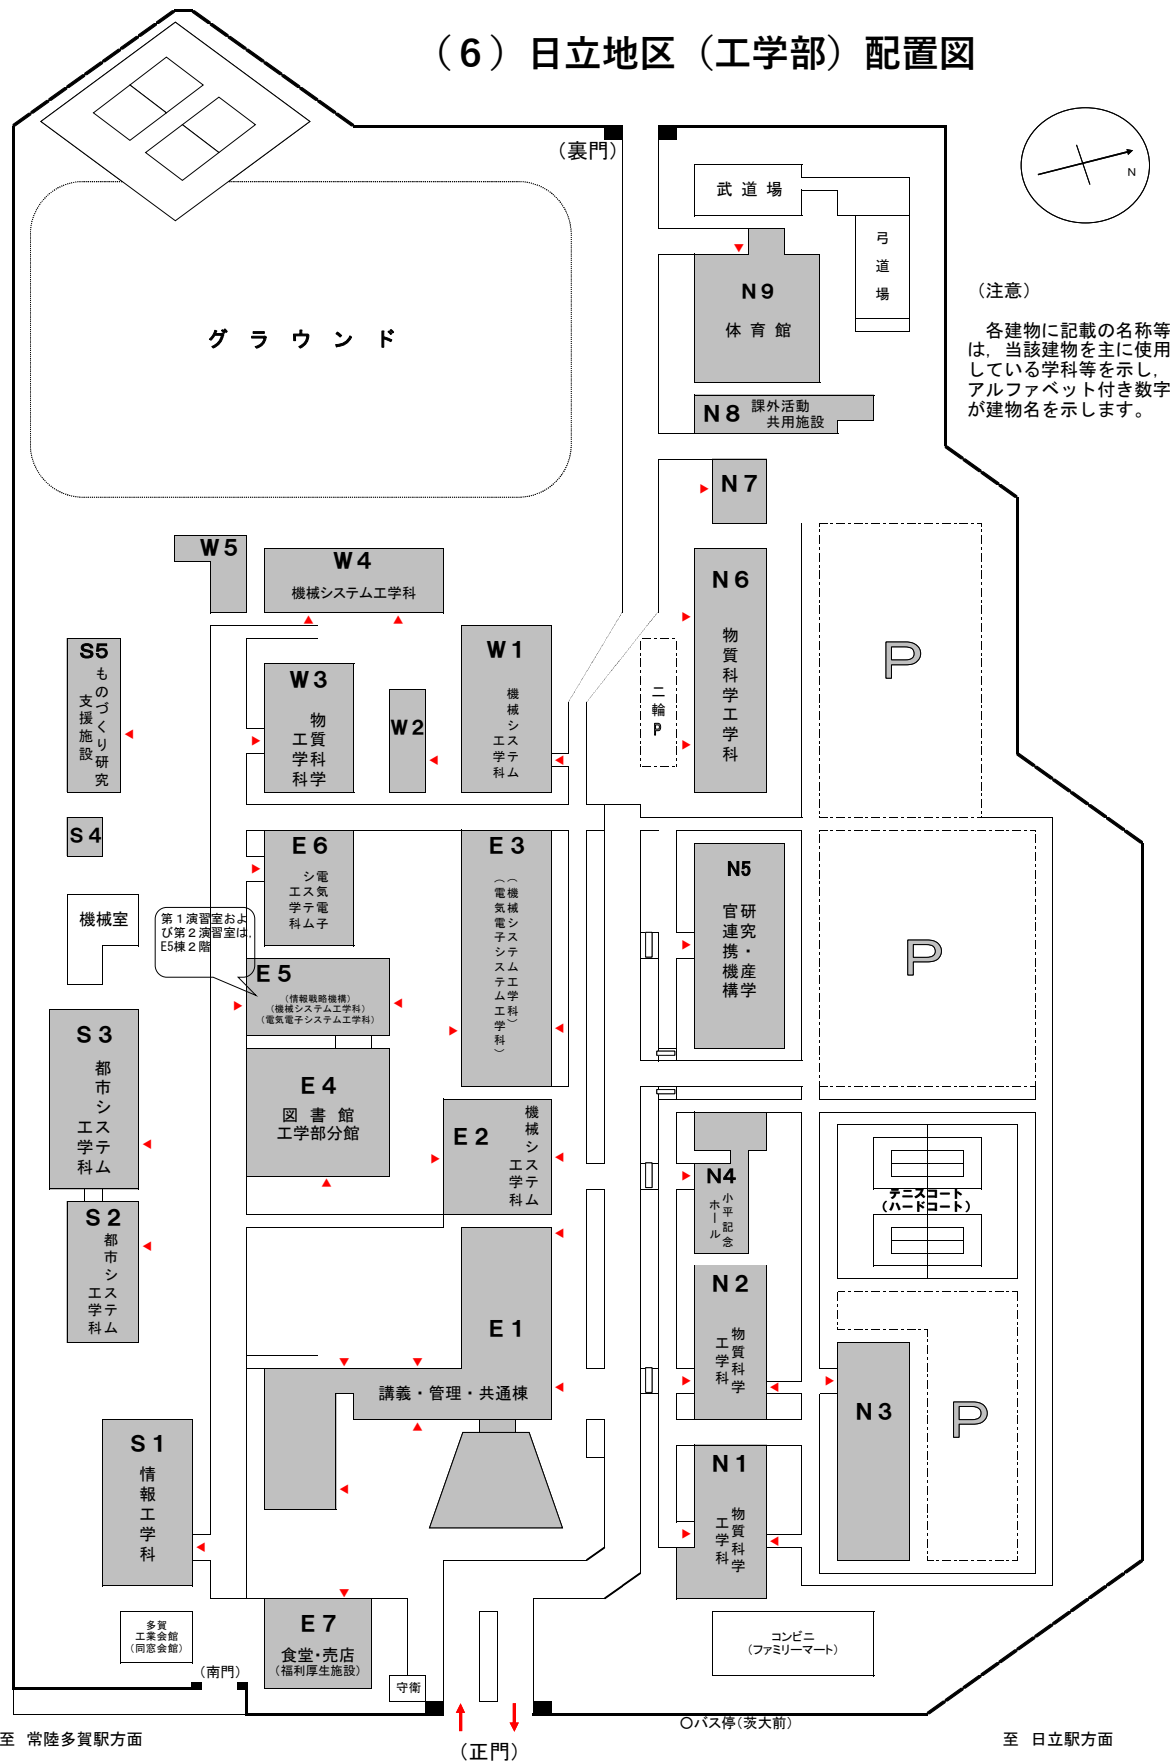 （６）日立地区（工学部）配置図
（裏門）
N
武道場
弓道場
N9
体育館
（注意）
各建物に記載の名称等
は，当該建物を主に使用
している学科等を示し，
アルファベット付き数字
が建物名を示します。
グラウンド
N8
課外活動
共用施設
N7
W5
W4
機械システム工学科
N6
物質科学工学科
P
S5
ものづくり研究
支援施設
W3
物質科学
工学科
W2
W1
機械システム
工学科
二輪P
S4
E6
電気電子
システム
工学科
E3
（機械システム工学科）
（電気電子システム工学科）
N5
研究・産学
官連携機構
P
機械室
第１演習室およ
び第２演習室は,
E5棟２階
E5
（情報戦略機構）
（機械システム工学科）
（電気電子システム工学科）
S3
都市システム
工学科
E4
図書館
工学部分館
E2
機械システム
工学科
N4
小平記念
ホール
テニスコート
（ハードコート）
S2
都市システム
工学科
E1
講義・管理・共通棟
N2
物質科学
工学科
N3
P
S1
情報工学科
N1
物質科学
工学科
多賀
工業会館
（同窓会館）
E7
食堂・売店
（福利厚生施設）
コンビニ
（ファミリーマート）
（南門）
守衛
○バス停（茨大前）
至 常陸多賀駅方面
（正門）
至 日立駅方面